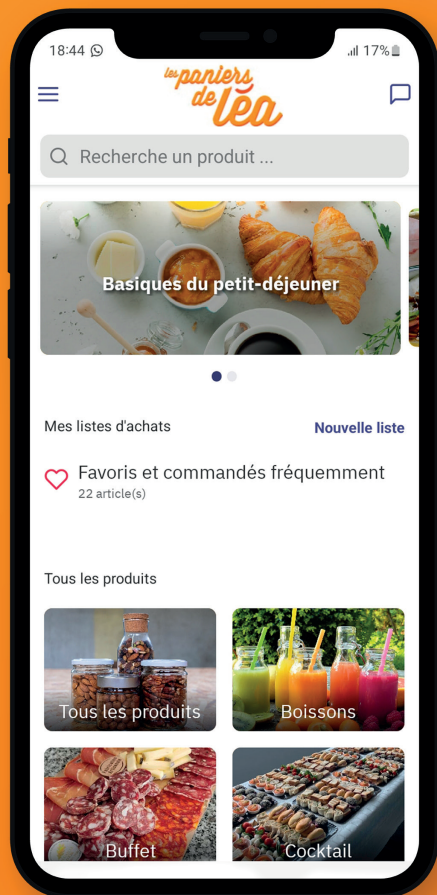 18:44
17%
les paniers
de léa
Recherche un produit ...
Basiques du petit-déjeuner
Mes listes d'achats
Nouvelle liste
Favoris et commandés fréquemment
22 article(s)
Tous les produits
Tous les produits
Boissons
Buffet
Cocktail